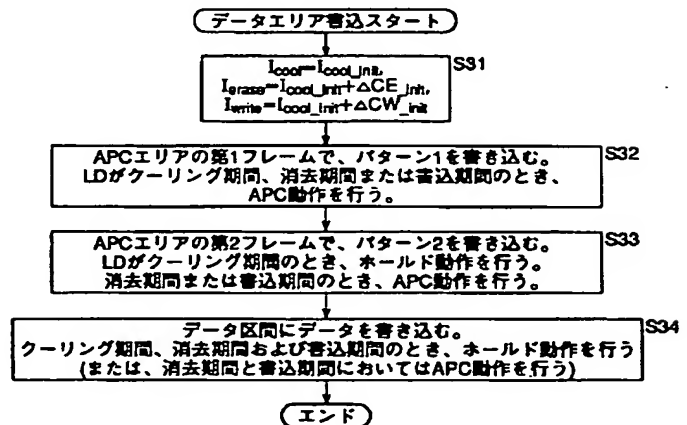 データエリア書込スタート
S31
Icool=Icool_init,
Ierase=Icool_init+△CE_init,
Iwrite=Icool_init+△CW_init
S32
APCエリアの第1フレームで、パターン1を書き込む。
LDがクーリング期間、消去期間または書込期間のとき、
APC動作を行う。
S33
APCエリアの第2フレームで、パターン2を書き込む。
LDがクーリング期間のとき、ホールド動作を行う。
消去期間または書込期間のとき、APC動作を行う。
S34
データ区間にデータを書き込む。
クーリング期間、消去期間および書込期間のとき、ホールド動作を行う
(または、消去期間と書込期間においてはAPC動作を行う)
エンド